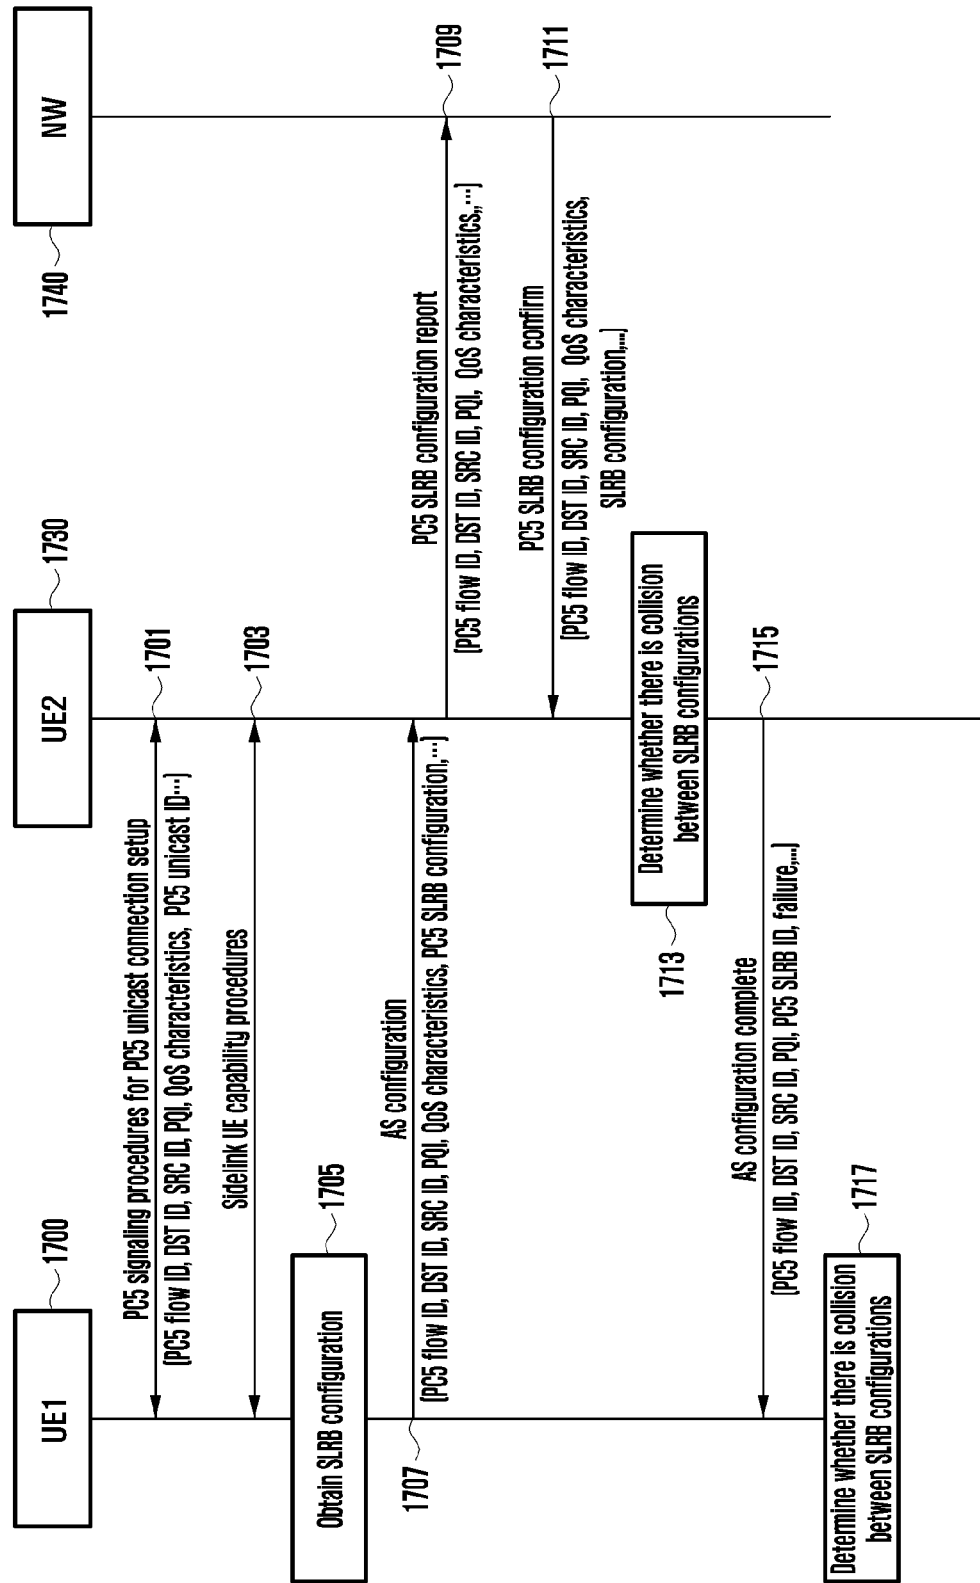 UE1
1700
UE2
1730
NW
1740
1701
PC5 signaling procedures for PC5 unicast connection setup
(PC5 flow ID, DST ID, SRC ID, PQI, QoS characteristics, PC5 unicast ID···)
1703
Sidelink UE capability procedures
Obtain SLRB configuration
1705
AS configuration
1707
(PC5 flow ID, DST ID, SRC ID, PQI, QoS characteristics, PC5 SLRB configuration,···)
PC5 SLRB configuration report
1709
(PC5 flow ID, DST ID, SRC ID, PQI, QoS characteristics,,···)
PC5 SLRB configuration confirm
1711
(PC5 flow ID, DST ID, SRC ID, PQI, QoS characteristics,
SLRB configuration,...)
Determine whether there is collision
between SLRB configurations
1713
AS configuration complete
1715
(PC5 flow ID, DST ID, SRC ID, PQI, PC5 SLRB ID, failure,...)
Determine whether there is collision
between SLRB configurations
1717